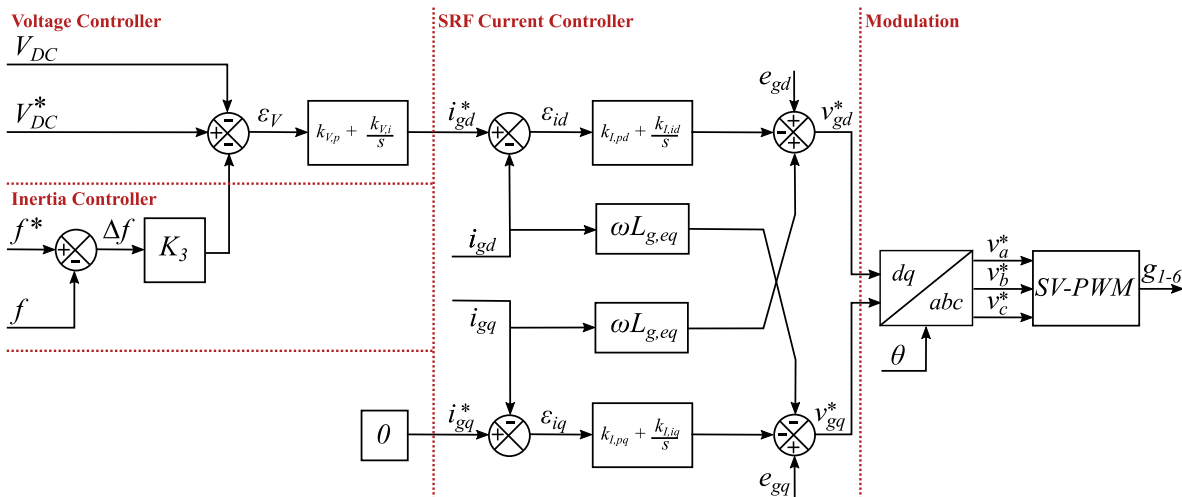 Voltage Controller
SRF Current Controller
Modulation
V_DC
V*_DC
ε_V
k_V,p + k_V,i/s
Inertia Controller
f*
Δf
K_3
f
i*_gd
ε_id
k_I,pd + k_I,id/s
e_gd
v*_gd
i_gd
ωL_g,eq
i_gq
ωL_g,eq
0
i*_gq
ε_iq
k_I,pq + k_I,iq/s
v*_gq
e_gq
dq
abc
θ
v*_a
v*_b
v*_c
SV-PWM
g_1-6